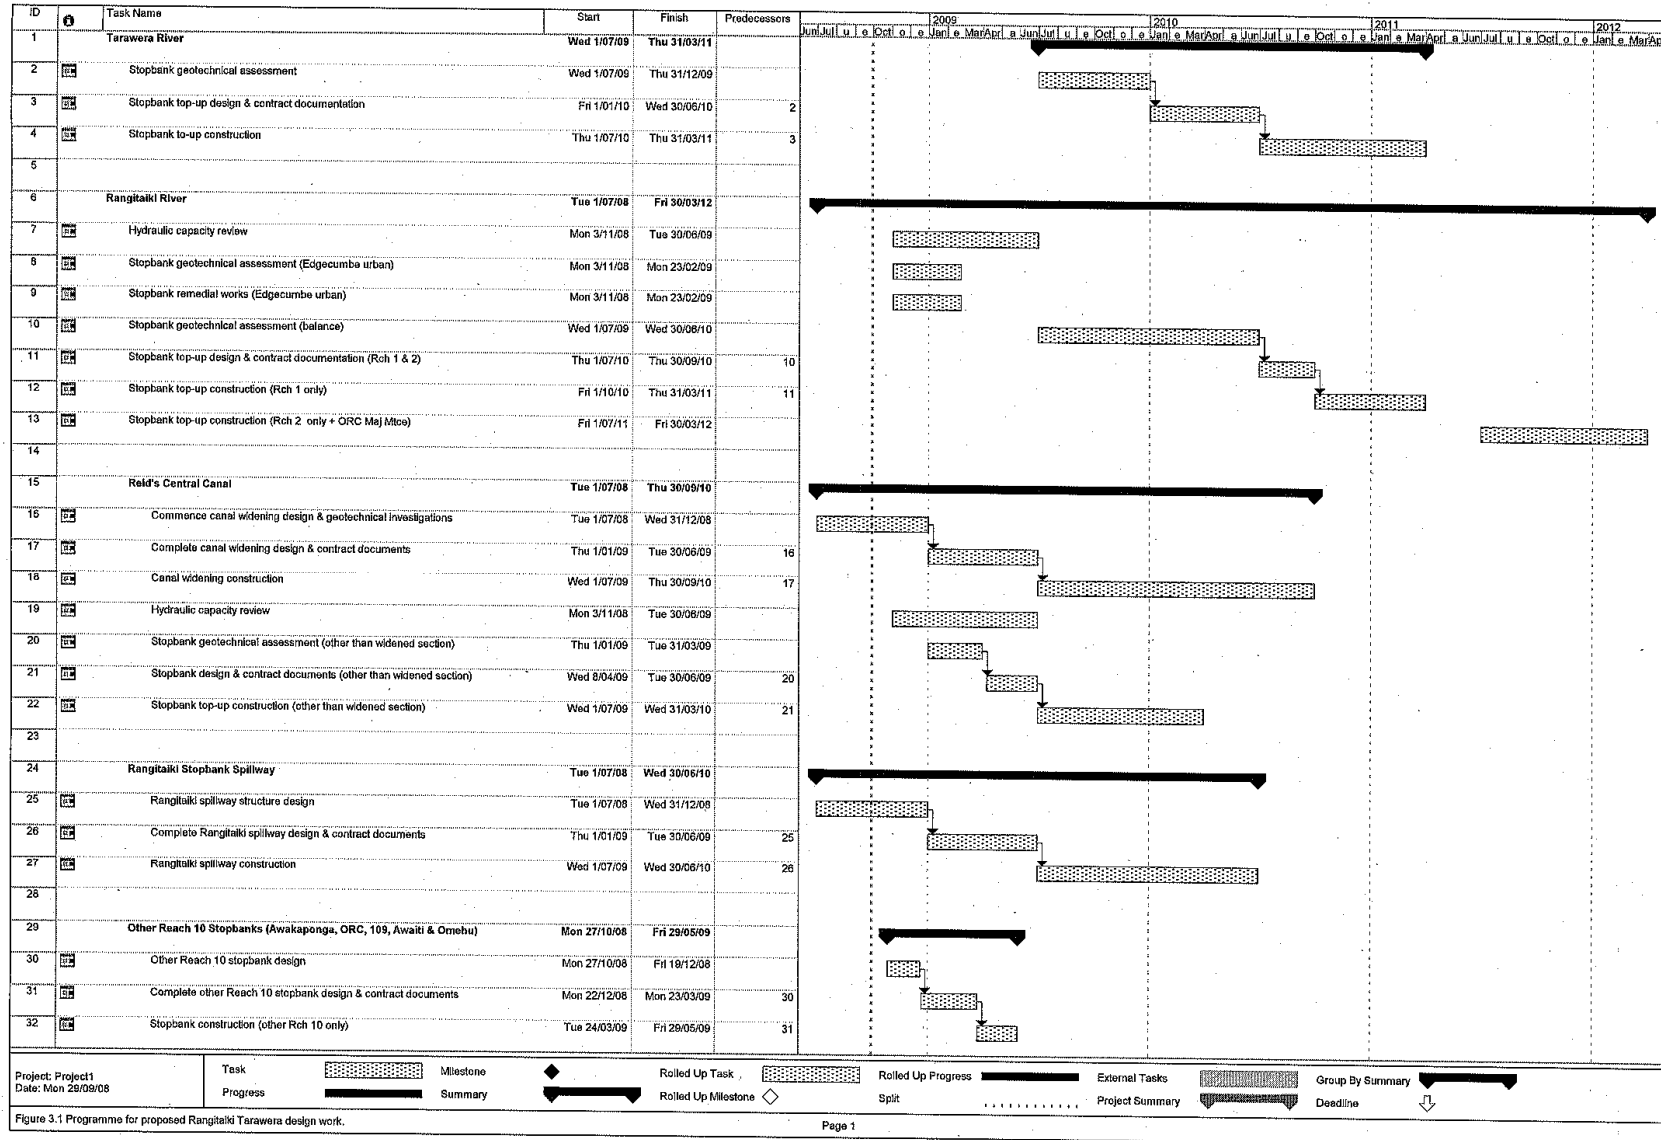 ID Task Name Start Finish Predecessors
2009 2010 2011 2012
Jun Jul u e Oct o e Jan e Mar Apr a Jun Jul u e Oct o e Jan e Mar Apr a Jun Jul u e Oct o e Jan e Mar Apr a Jun Jul u e Oct o e Jan e Mar Ap
1 Tarawera River Wed 1/07/09 Thu 31/03/11
2 Stopbank geotechnical assessment Wed 1/07/09 Thu 31/12/09
3 Stopbank top-up design & contract documentation Fri 1/01/10 Wed 30/06/10 2
4 Stopbank to-up construction Thu 1/07/10 Thu 31/03/11 3
5
6 Rangitaiki River Tue 1/07/08 Fri 30/03/12
7 Hydraulic capacity review Mon 3/11/08 Tue 30/06/09
8 Stopbank geotechnical assessment (Edgecumbe urban) Mon 3/11/08 Mon 23/02/09
9 Stopbank remedial works (Edgecumbe urban) Mon 3/11/08 Mon 23/02/09
10 Stopbank geotechnical assessment (balance) Wed 1/07/09 Wed 30/06/10
11 Stopbank top-up design & contract documentation (Rch 1 & 2) Thu 1/07/10 Thu 30/09/10 10
12 Stopbank top-up construction (Rch 1 only) Fri 1/10/10 Thu 31/03/11 11
13 Stopbank top-up construction (Rch 2 only + ORC Maj Mtce) Fri 1/07/11 Fri 30/03/12
14
15 Reid's Central Canal Tue 1/07/08 Thu 30/09/10
16 Commence canal widening design & geotechnical investigations Tue 1/07/08 Wed 31/12/08
17 Complete canal widening design & contract documents Thu 1/01/09 Tue 30/06/09 16
18 Canal widening construction Wed 1/07/09 Thu 30/09/10 17
19 Hydraulic capacity review Mon 3/11/08 Tue 30/06/09
20 Stopbank geotechnical assessment (other than widened section) Thu 1/01/09 Tue 31/03/09
21 Stopbank design & contract documents (other than widened section) Wed 8/04/09 Tue 30/06/09 20
22 Stopbank top-up construction (other than widened section) Wed 1/07/09 Wed 31/03/10 21
23
24 Rangitaiki Stopbank Spillway Tue 1/07/08 Wed 30/06/10
25 Rangitaiki spillway structure design Tue 1/07/08 Wed 31/12/08
26 Complete Rangitaiki spillway design & contract documents Thu 1/01/09 Tue 30/06/09 25
27 Rangitaiki spillway construction Wed 1/07/09 Wed 30/06/10 26
28
29 Other Reach 10 Stopbanks (Awakaponga, ORC, 109, Awaiti & Omehu) Mon 27/10/08 Fri 29/05/09
30 Other Reach 10 stopbank design Mon 27/10/08 Fri 19/12/08
31 Complete other Reach 10 stopbank design & contract documents Mon 22/12/08 Mon 23/03/09 30
32 Stopbank construction (other Rch 10 only) Tue 24/03/09 Fri 29/05/09 31
Project: Project1
Date: Mon 29/09/08
Task Milestone Rolled Up Task Rolled Up Progress External Tasks Group By Summary
Progress Summary Rolled Up Milestone Split Project Summary Deadline
Figure 3.1 Programme for proposed Rangitaiki Tarawera design work.
Page 1